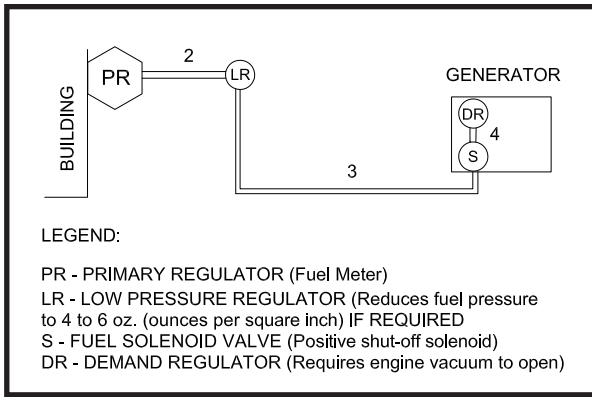 2
PR
LR
GENERATOR
BUILDING
DR
4
S
3
LEGEND:
PR - PRIMARY REGULATOR (Fuel Meter)
LR - LOW PRESSURE REGULATOR (Reduces fuel pressure
to 4 to 6 oz. (ounces per square inch) IF REQUIRED
S - FUEL SOLENOID VALVE (Positive shut-off solenoid)
DR - DEMAND REGULATOR (Requires engine vacuum to open)